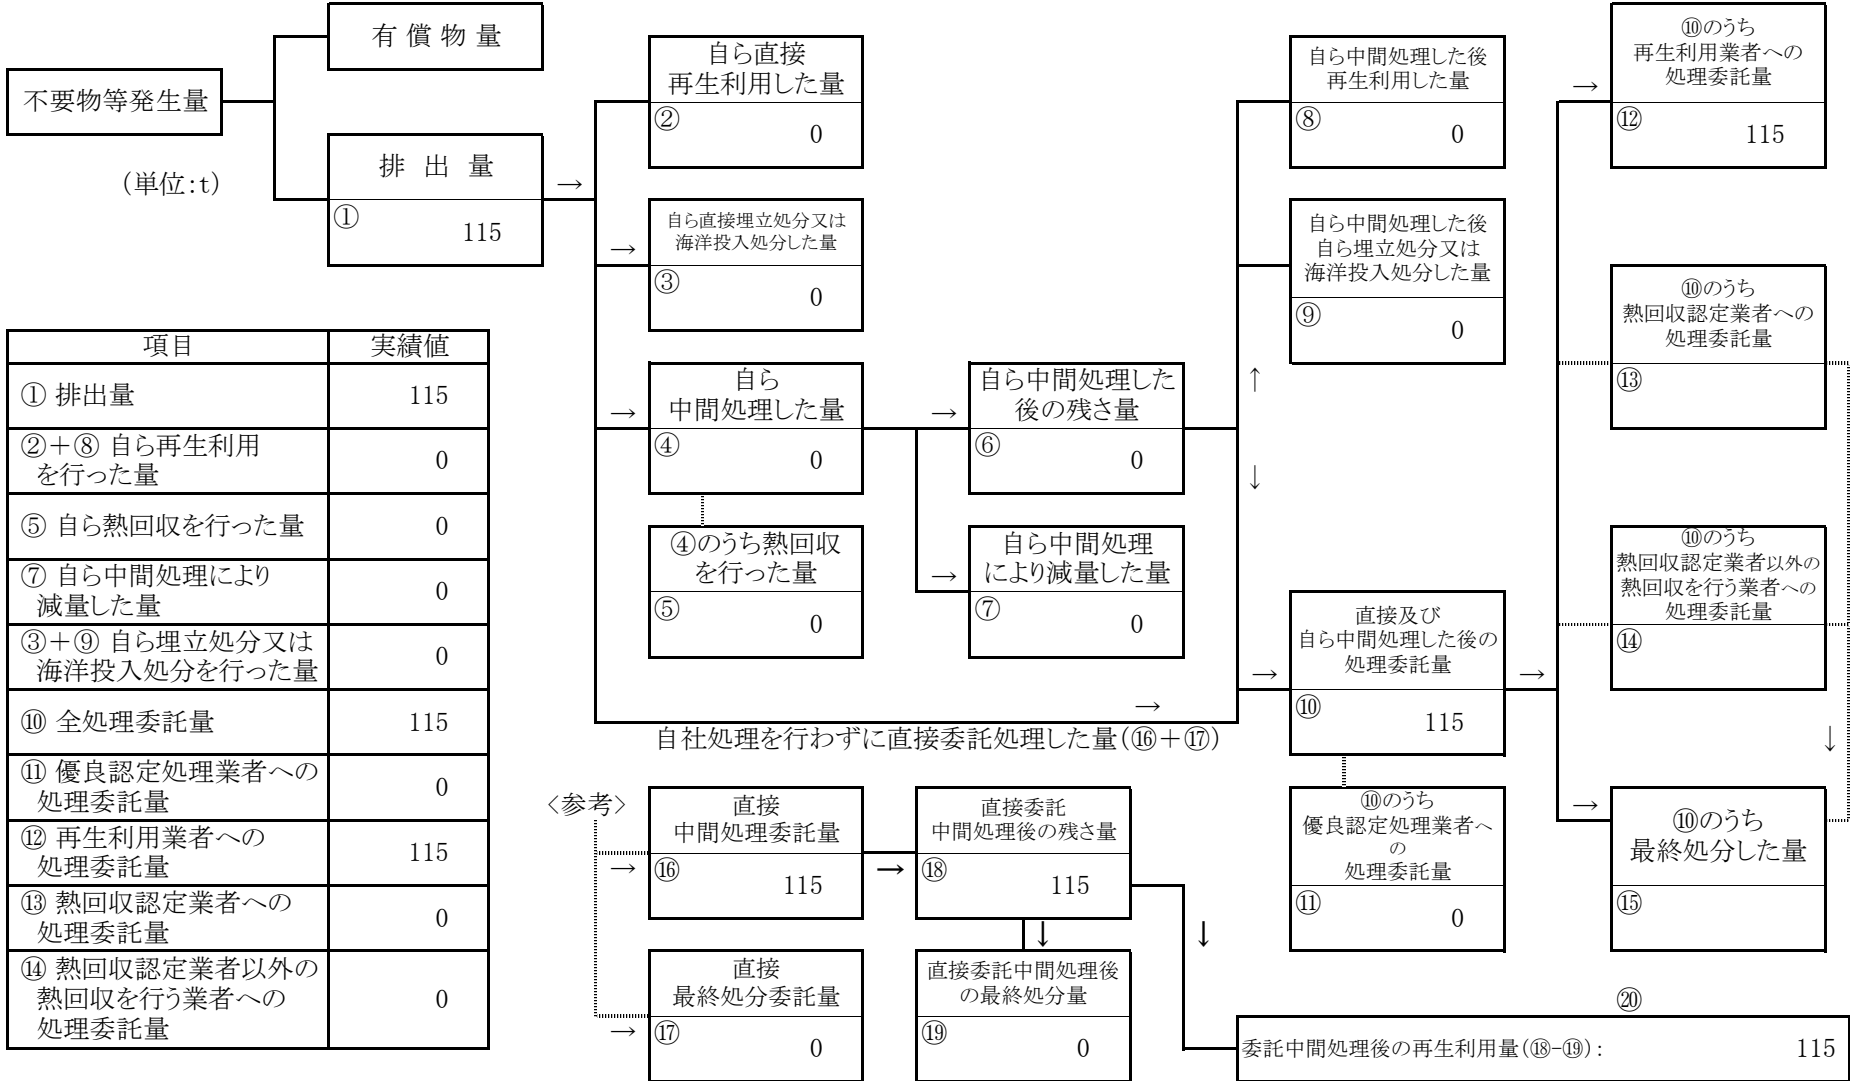 不要物等発生量
(単位:t)
有 償 物 量
排 出 量
①
115
→
自ら直接
再生利用した量
②
0
→
自ら直接埋立処分又は
海洋投入処分した量
③
0
→
自ら
中間処理した量
④
0
④のうち熱回収
を行った量
⑤
0
→
自ら中間処理した
後の残さ量
⑥
0
→
自ら中間処理
により減量した量
⑦
0
→
自社処理を行わずに直接委託処理した量(⑯+⑰)
↑
↓
自ら中間処理した後
再生利用した量
⑧
0
自ら中間処理した後
自ら埋立処分又は
海洋投入処分した量
⑨
0
→
直接及び
自ら中間処理した後の
処理委託量
⑩
115
⑩のうち
優良認定処理業者へ
の
処理委託量
⑪
0
→
→
⑩のうち
再生利用業者への
処理委託量
⑫
115
⑩のうち
熱回収認定業者への
処理委託量
⑬
⑩のうち
熱回収認定業者以外の
熱回収を行う業者への
処理委託量
⑭
↓
→
⑩のうち
最終処分した量
⑮
項目 実績値
① 排出量 115
②+⑧ 自ら再生利用
を行った量 0
⑤ 自ら熱回収を行った量 0
⑦ 自ら中間処理により
減量した量 0
③+⑨ 自ら埋立処分又は
海洋投入処分を行った量 0
⑩ 全処理委託量 115
⑪ 優良認定処理業者への
処理委託量 0
⑫ 再生利用業者への
処理委託量 115
⑬ 熱回収認定業者への
処理委託量 0
⑭ 熱回収認定業者以外の
熱回収を行う業者への
処理委託量 0
〈参考〉
→
直接
中間処理委託量
⑯
115
→
直接委託
中間処理後の残さ量
⑱
115
↓
↓
→
直接
最終処分委託量
⑰
0
直接委託中間処理後
の最終処分量
⑲
0
⑳
委託中間処理後の再生利用量(⑱-⑲): 115